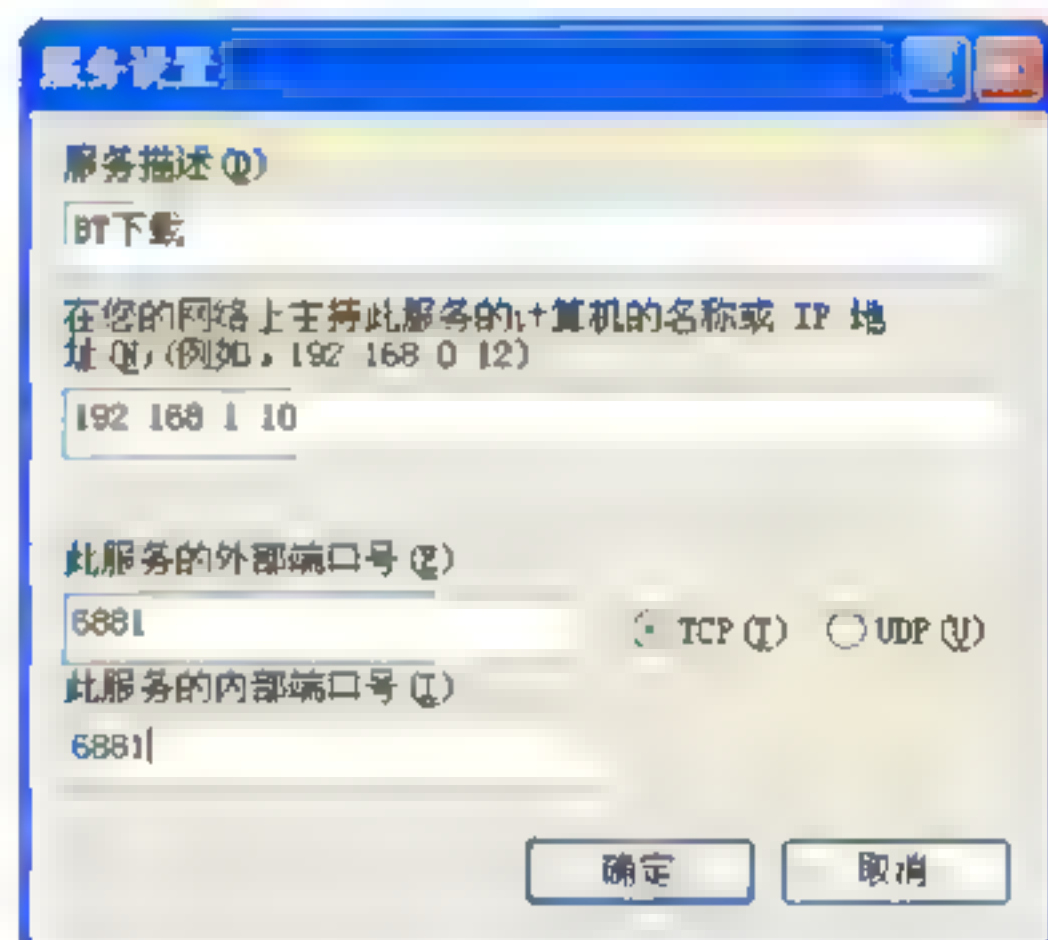 服务设置
服务描述(D)
BT下载
在您的网络上主持此服务的计算机的名称或 IP 地
址(N)(例如，192 168 0 12)
192 168 1 10
此服务的外部端口号(E)
6881
TCP(T) UDP(U)
此服务的内部端口号(I)
6881
确定 取消